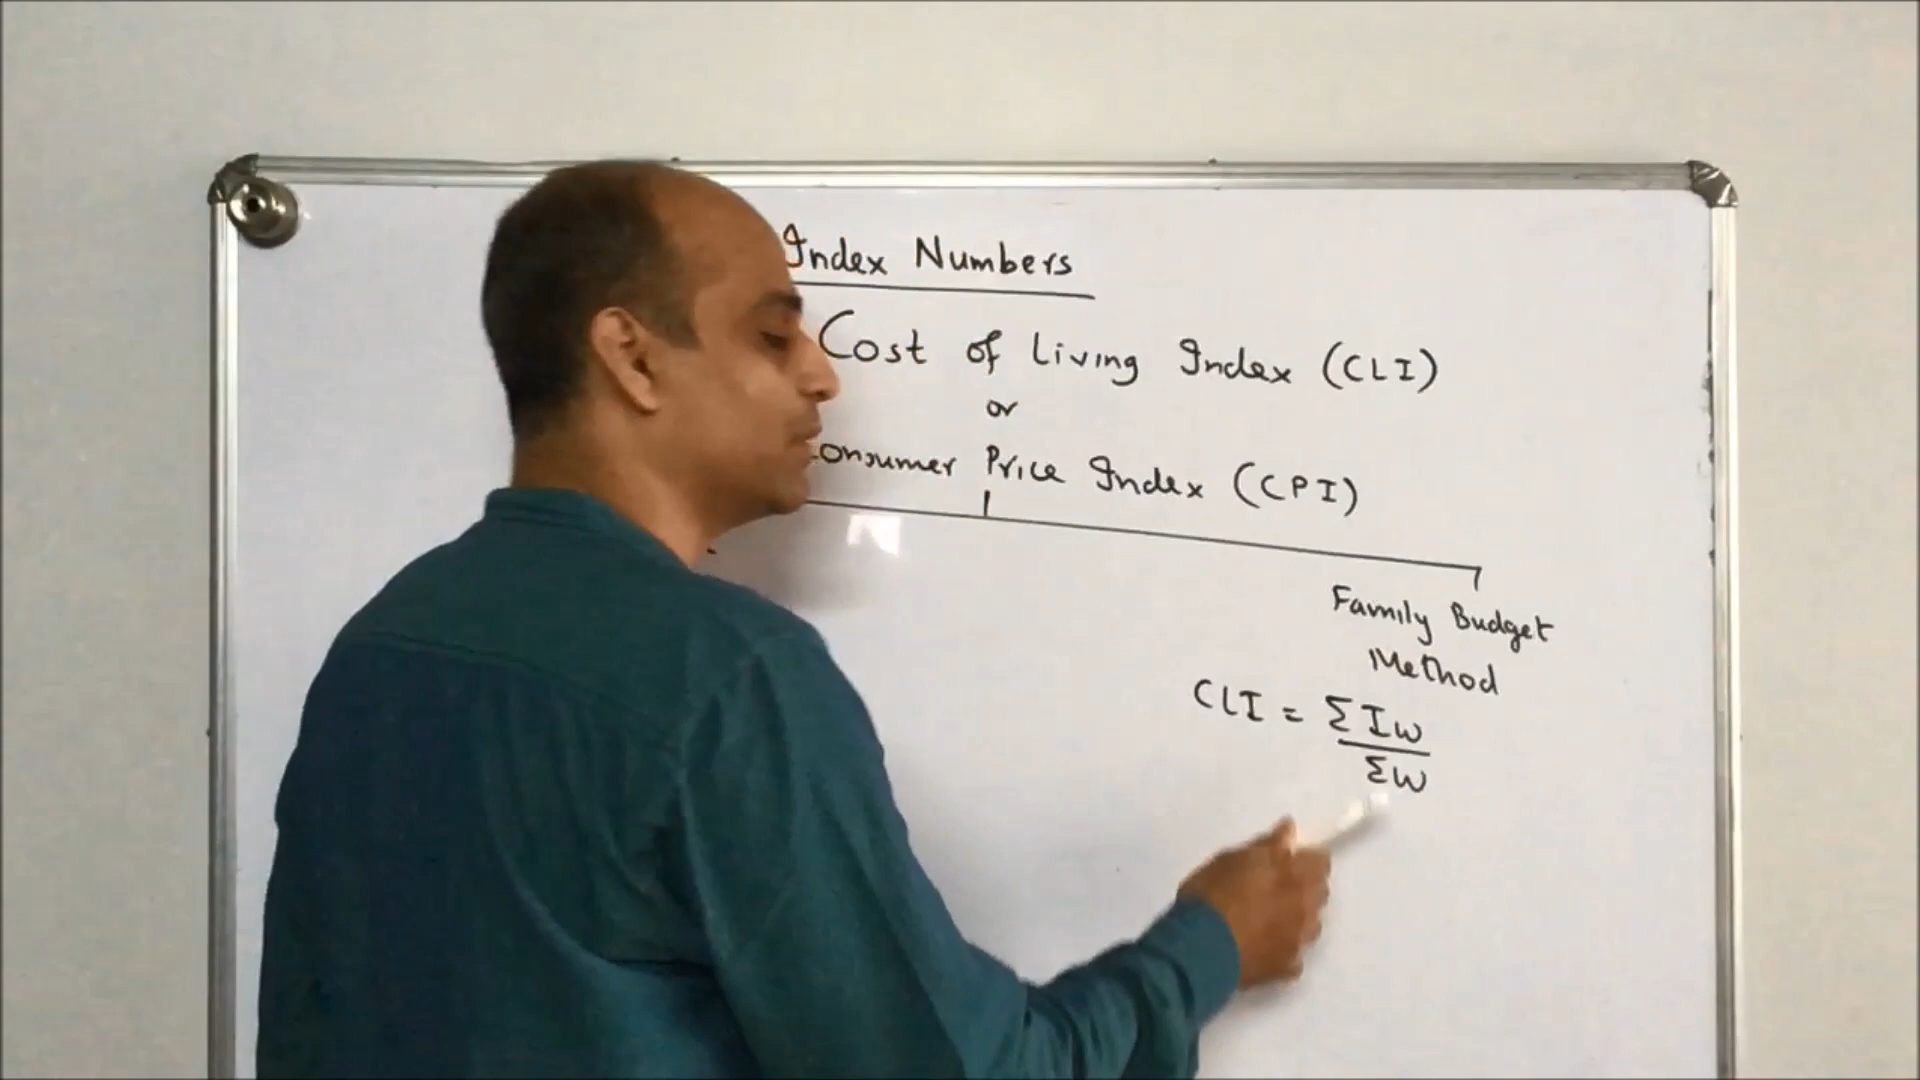 Index Numbers
Cost of Living Index (CLI)
or
Consumer Price Index (CPI)
Family Budget
Method
CLI = ΣIW
ΣW